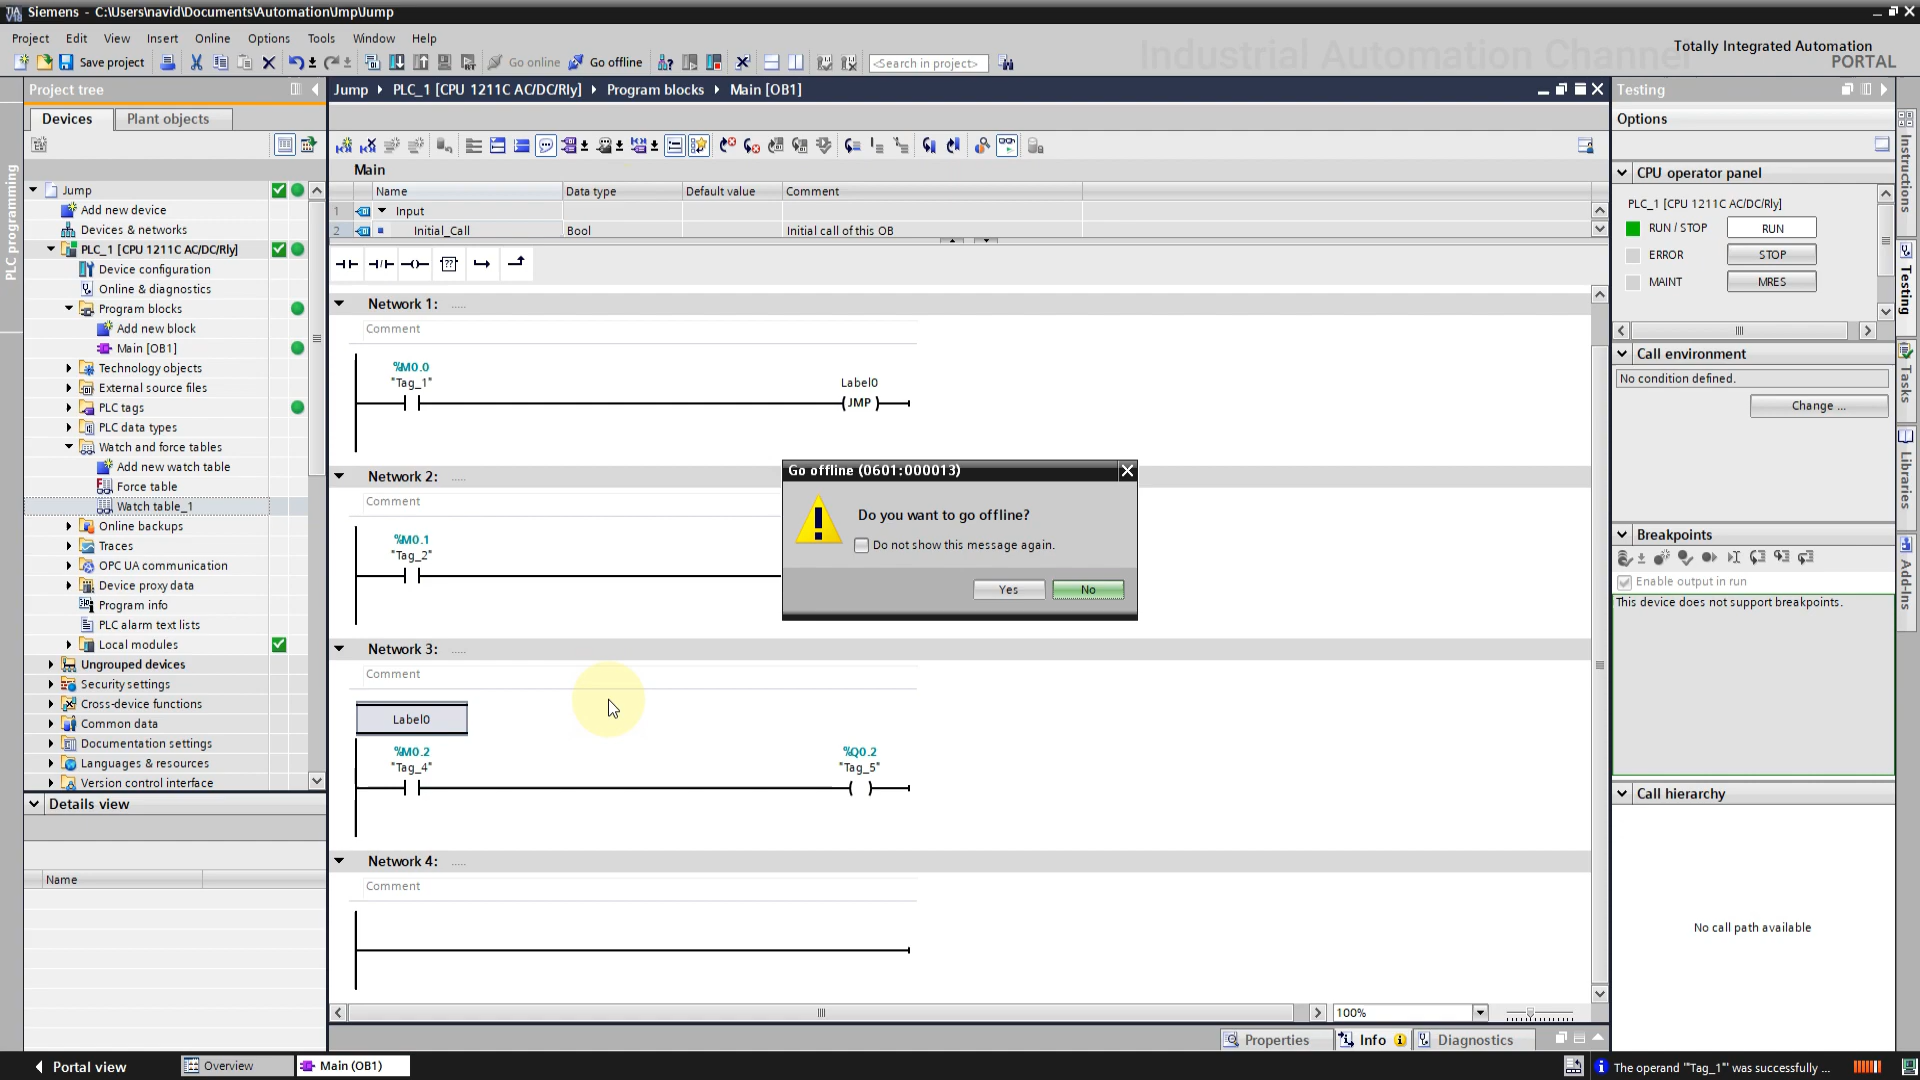 Siemens - C:\Users\navid\Documents\Automation\Jmp\Jump
Project Edit View Insert Online Options Tools Window Help
Industrial Automation Channel
Totally Integrated Automation
PORTAL
Save project
Go online
Go offline
<Search in project>
Project tree
Jump PLC_1 [CPU 1211C AC/DC/Rly] Program blocks Main [OB1]
Testing
Devices
Plant objects
Options
PLC programming
Jump
Add new device
Devices & networks
PLC_1 [CPU 1211C AC/DC/Rly]
Device configuration
Online & diagnostics
Program blocks
Add new block
Main [OB1]
Technology objects
External source files
PLC tags
PLC data types
Watch and force tables
Add new watch table
Force table
Watch table_1
Online backups
Traces
OPC UA communication
Device proxy data
Program info
PLC alarm text lists
Local modules
Ungrouped devices
Security settings
Cross-device functions
Common data
Documentation settings
Languages & resources
Version control interface
Details view
Name
Main
Name Data type Default value Comment
1 Input
2 Initial_Call Bool Initial call of this OB
??
Network 1: .....
Comment
%M0.0
"Tag_1"
Label0
JMP
Network 2: .....
Comment
%M0.1
"Tag_2"
Go offline (0601:000013)
Do you want to go offline?
Do not show this message again.
Yes
No
Network 3: .....
Comment
Label0
%M0.2
"Tag_4"
%Q0.2
"Tag_5"
Network 4: .....
Comment
100%
Properties
Info
Diagnostics
CPU operator panel
PLC_1 [CPU 1211C AC/DC/Rly]
RUN / STOP RUN
ERROR STOP
MAINT MRES
Call environment
No condition defined.
Change ...
Breakpoints
Enable output in run
This device does not support breakpoints.
Call hierarchy
No call path available
Instructions
Testing
Tasks
Libraries
Add-Ins
Portal view
Overview
Main (OB1)
The operand '"Tag_1"' was successfully ...